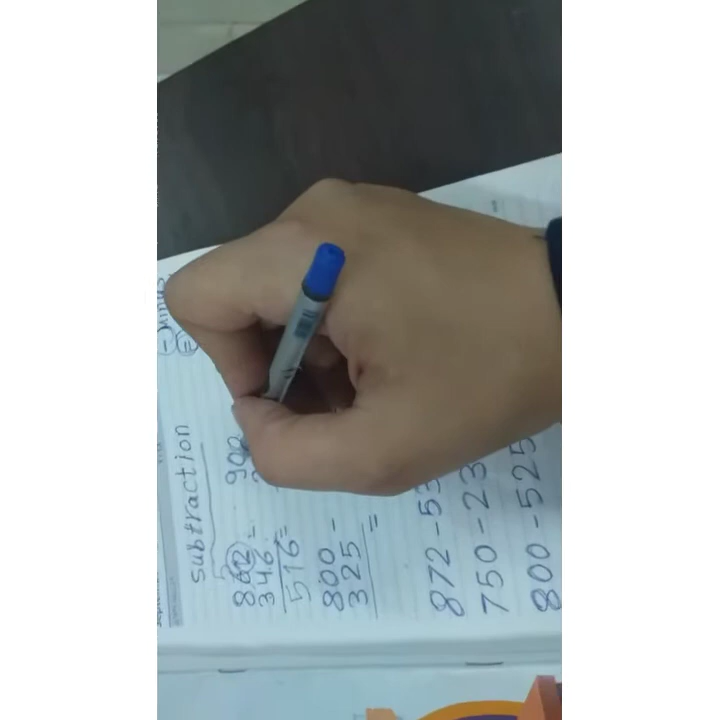 subtraction
862 -
346 =
516 =
900
800 -
325 =
872 - 53
750 - 23
800 - 525